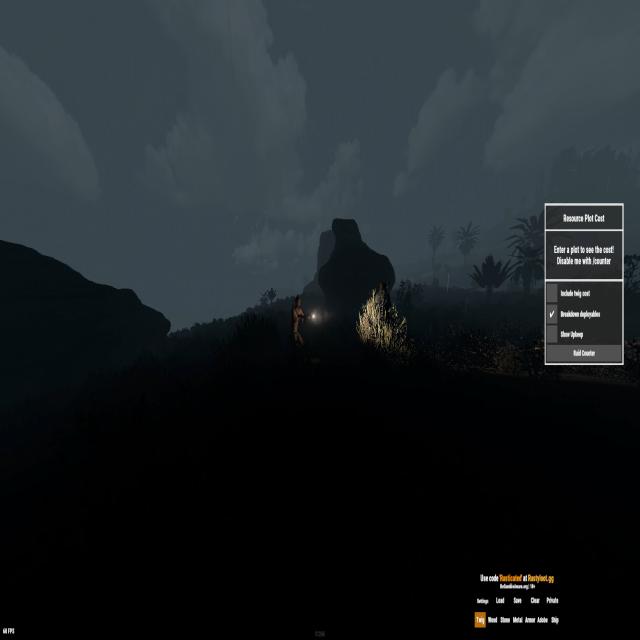 Resource Plot Cost
Enter a plot to see the cost!
Disable me with /counter
Include twig cost
Breakdown deployables
Show Upkeep
Raid Counter
Use code 'Rusticated' at Rustyloot.gg
Settings Load Save Clear Private
Twig Wood Stone Metal Armor Adobe Ship
60 FPS